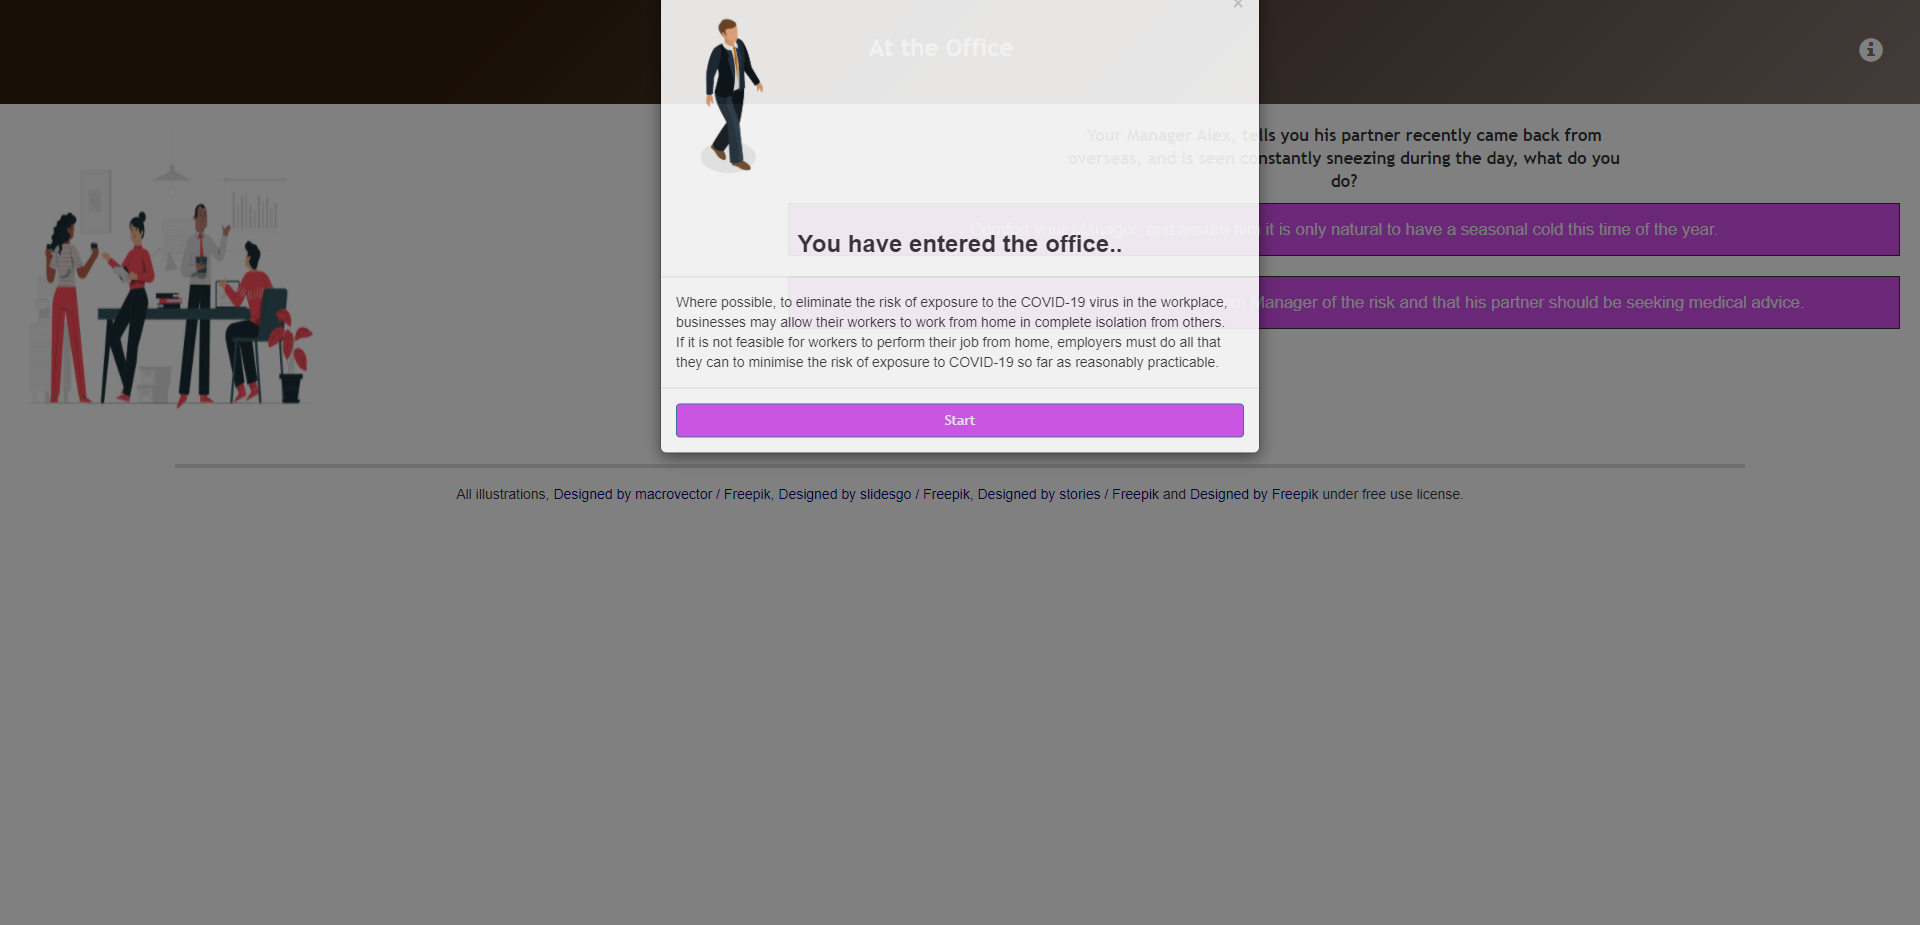 ×
At the Office
Your Manager Alex, tells you his partner recently came back from
overseas, and is seen constantly sneezing during the day, what do you
do?
Comfort your Manager, and assure him it is only natural to have a seasonal cold this time of the year.
You have entered the office..
Manager of the risk and that his partner should be seeking medical advice.
Where possible, to eliminate the risk of exposure to the COVID-19 virus in the workplace,
businesses may allow their workers to work from home in complete isolation from others.
If it is not feasible for workers to perform their job from home, employers must do all that
they can to minimise the risk of exposure to COVID-19 so far as reasonably practicable.
Start
All illustrations, Designed by macrovector / Freepik, Designed by slidesgo / Freepik, Designed by stories / Freepik and Designed by Freepik under free use license.